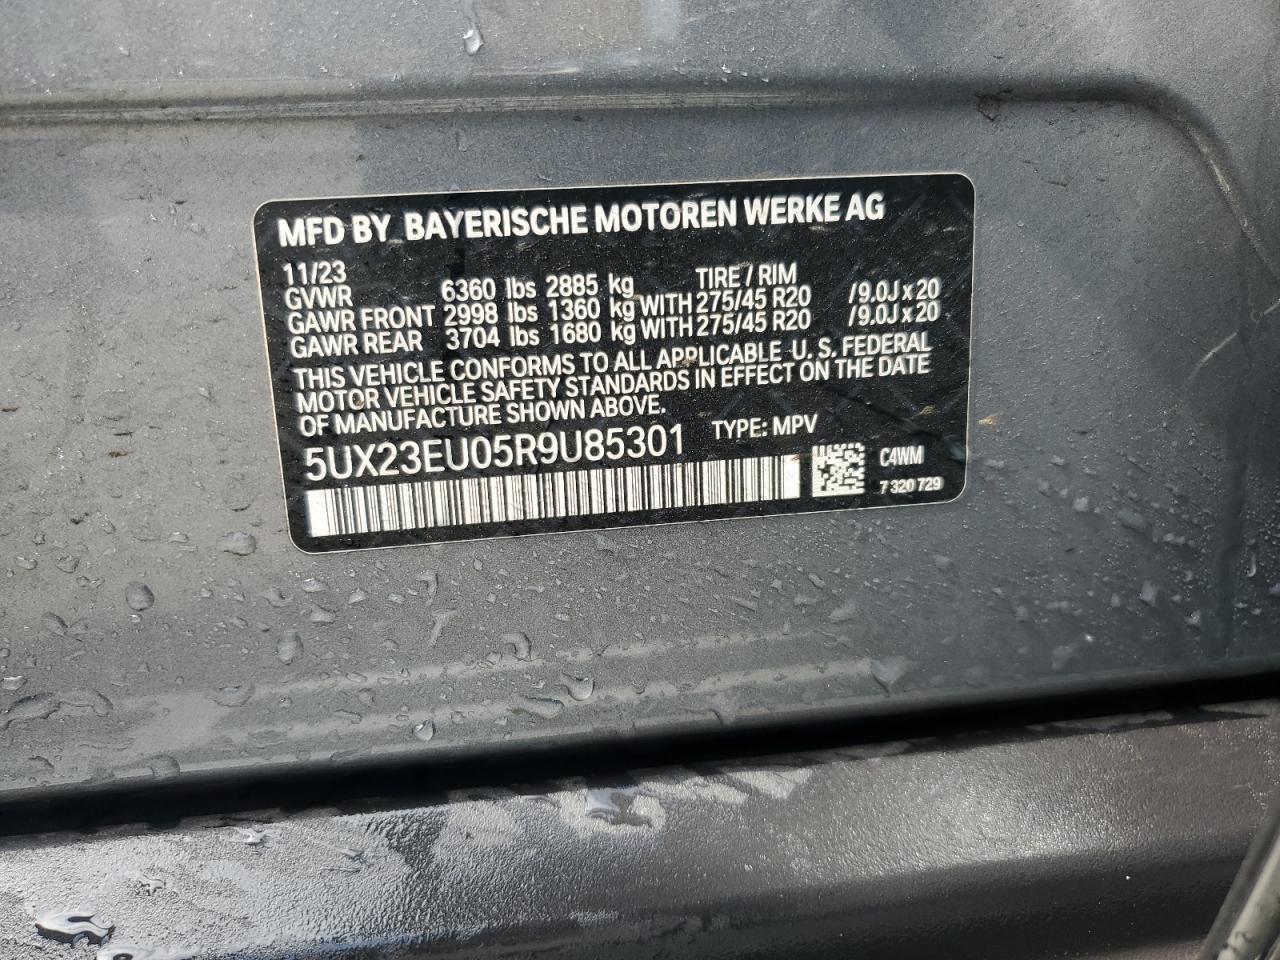 MFD BY BAYERISCHE MOTOREN WERKE AG
11/23 TIRE / RIM
GVWR 6360 lbs 2885 kg
GAWR FRONT 2998 lbs 1360 kg WITH 275/45 R20 /9.0J x 20
GAWR REAR 3704 lbs 1680 kg WITH 275/45 R20 /9.0J x 20
THIS VEHICLE CONFORMS TO ALL APPLICABLE U.S. FEDERAL
MOTOR VEHICLE SAFETY STANDARDS IN EFFECT ON THE DATE
OF MANUFACTURE SHOWN ABOVE.
5UX23EU05R9U85301 TYPE: MPV
C4WM
7 320 729